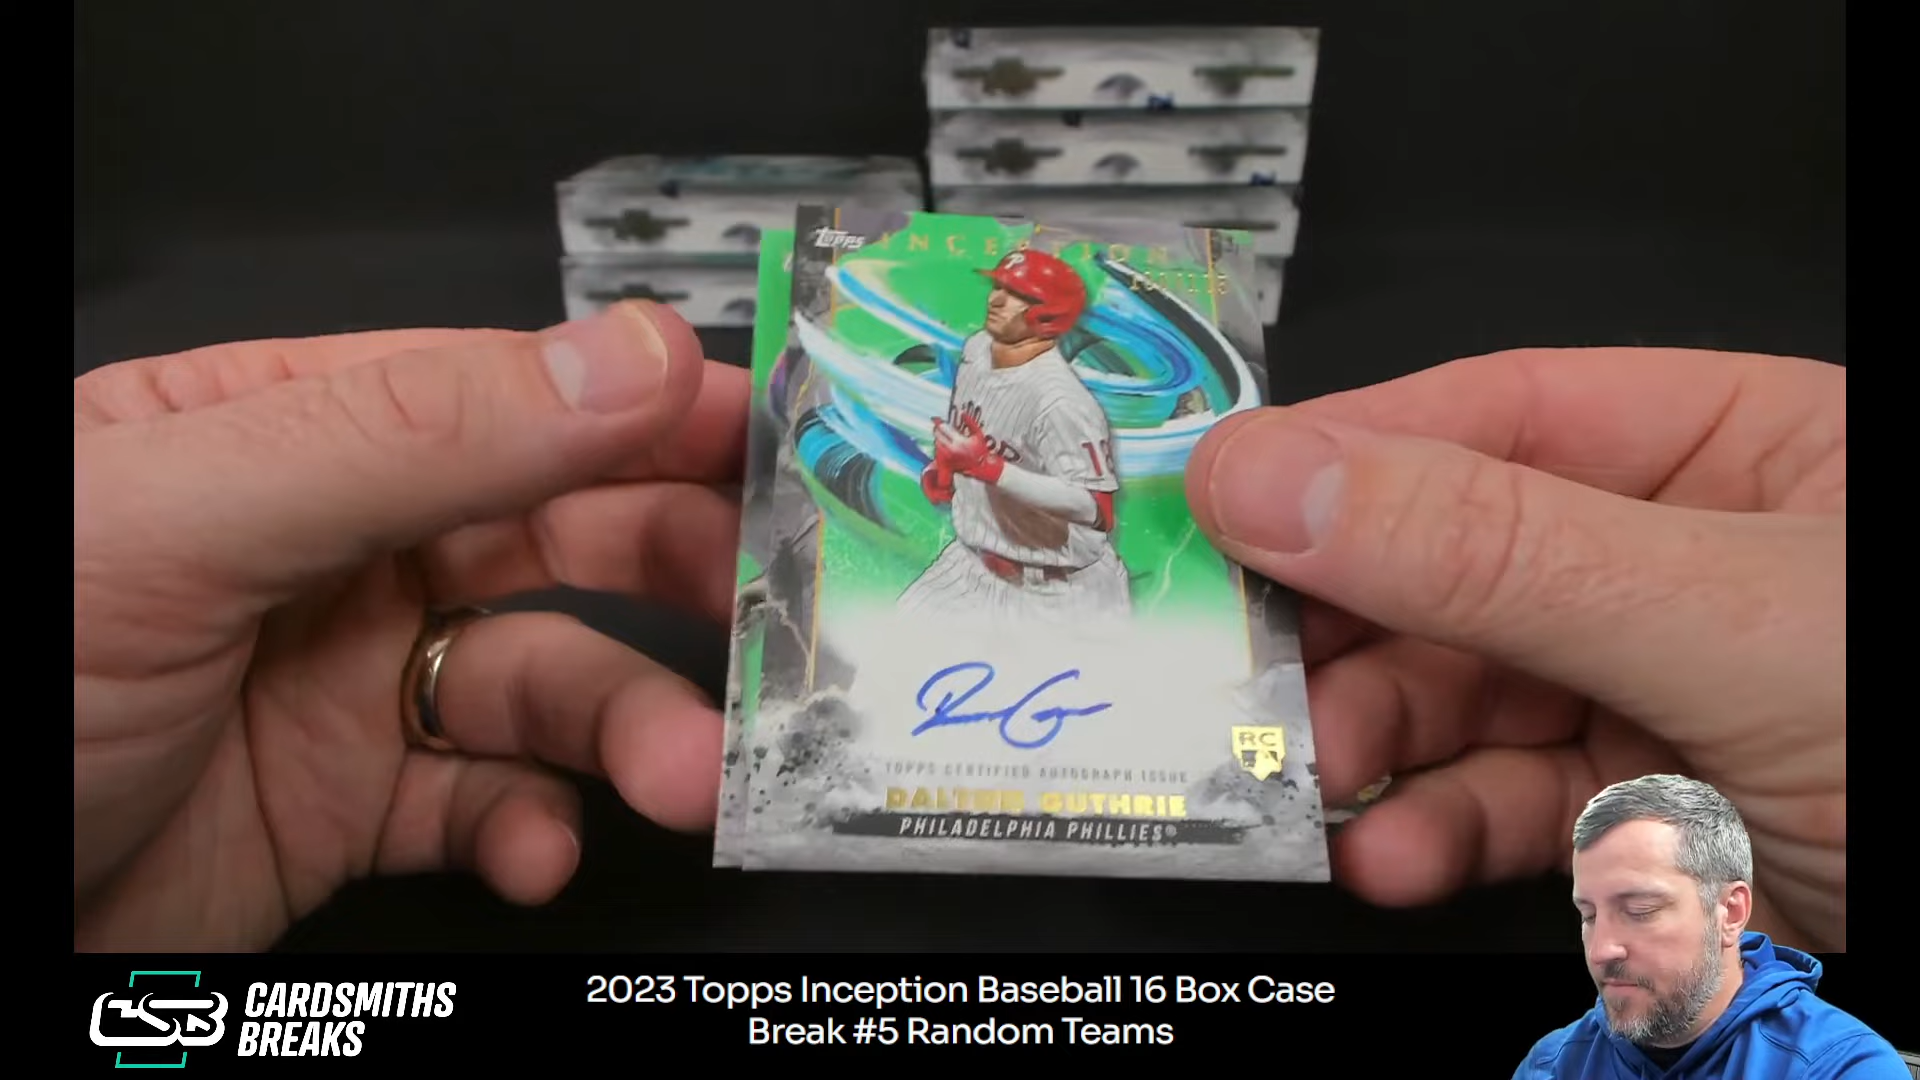 TOPPS
INCEPTION
P
TOPPS CERTIFIED AUTOGRAPH ISSUE
RC
DALTON GUTHRIE
PHILADELPHIA PHILLIES®
CSB
CARDSMITHS
BREAKS
2023 Topps Inception Baseball 16 Box Case
Break #5 Random Teams